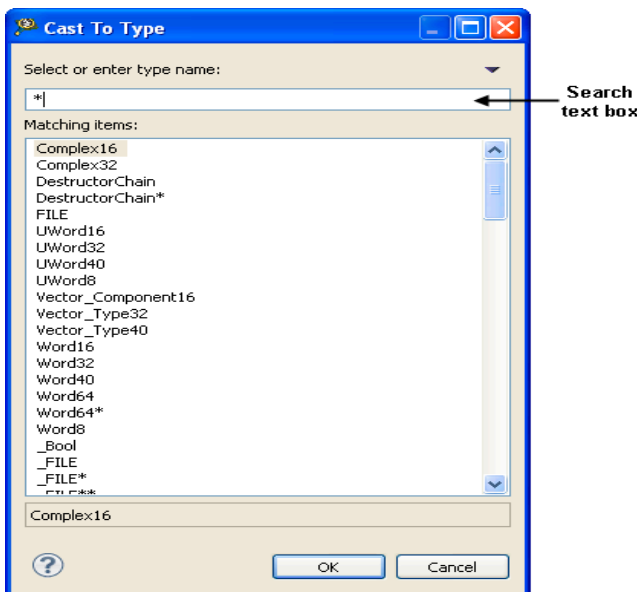 Cast To Type
Select or enter type name:
*
Search
text box
Matching items:
Complex16
Complex32
DestructorChain
DestructorChain*
FILE
UWord16
UWord32
UWord40
UWord8
Vector_Component16
Vector_Type32
Vector_Type40
Word16
Word32
Word40
Word64
Word64*
Word8
_Bool
_FILE
_FILE*
_FILE**
Complex16
?
OK
Cancel